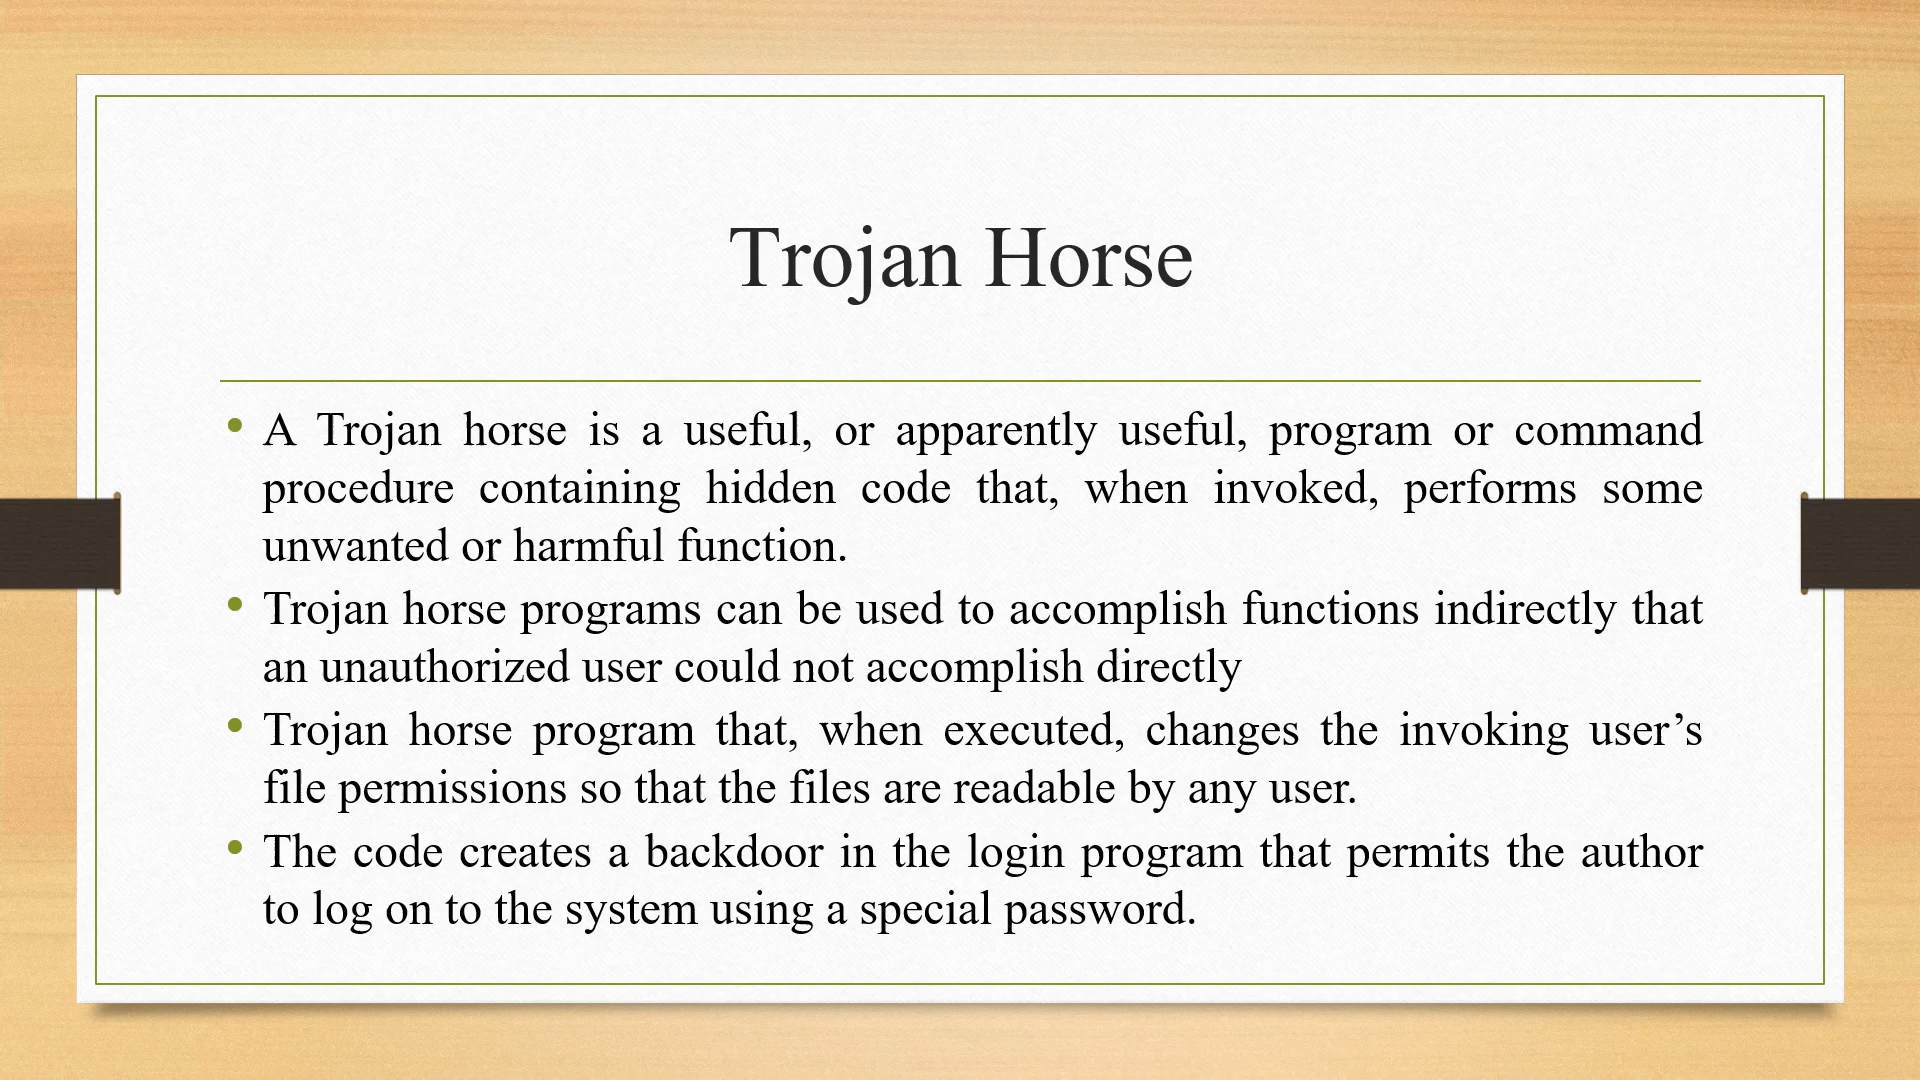 Trojan Horse
• A Trojan horse is a useful, or apparently useful, program or command
procedure containing hidden code that, when invoked, performs some
unwanted or harmful function.
• Trojan horse programs can be used to accomplish functions indirectly that
an unauthorized user could not accomplish directly
• Trojan horse program that, when executed, changes the invoking user’s
file permissions so that the files are readable by any user.
• The code creates a backdoor in the login program that permits the author
to log on to the system using a special password.